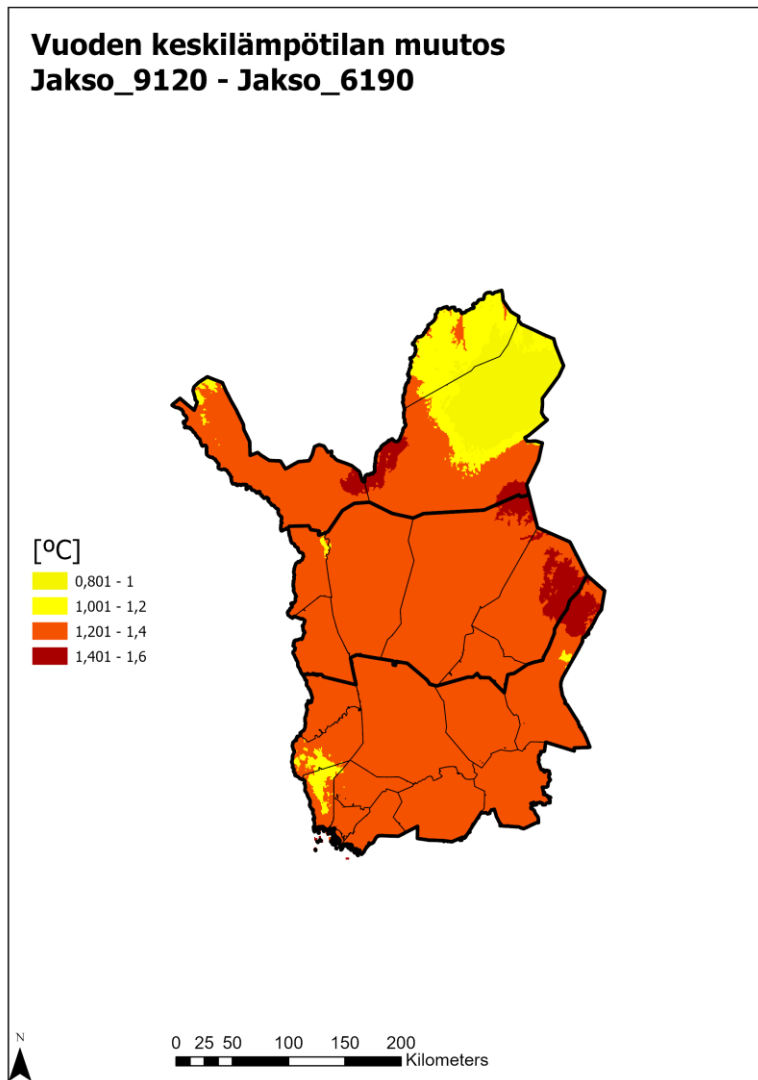 Vuoden keskilämpötilan muutos
Jakso_9120 - Jakso_6190
[ºC]
0,801 - 1
1,001 - 1,2
1,201 - 1,4
1,401 - 1,6
N
0 25 50 100 150 200
Kilometers